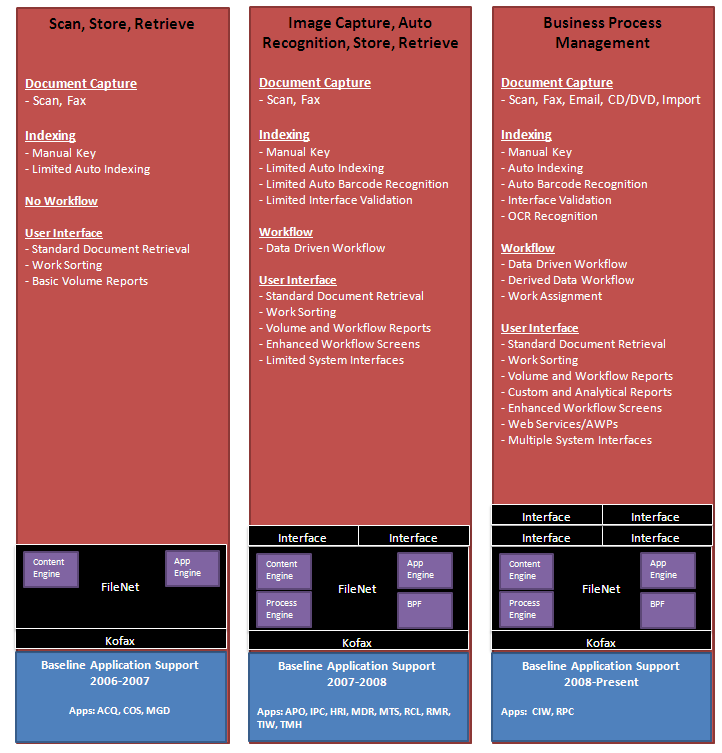 Scan, Store, Retrieve
Document Capture
- Scan, Fax
Indexing
- Manual Key
- Limited Auto Indexing
No Workflow
User Interface
- Standard Document Retrieval
- Work Sorting
- Basic Volume Reports
Content
Engine
App
Engine
FileNet
Kofax
Baseline Application Support
2006-2007
Apps: ACQ, COS, MGD
Image Capture, Auto
Recognition, Store, Retrieve
Document Capture
- Scan, Fax
Indexing
- Manual Key
- Limited Auto Indexing
- Limited Auto Barcode Recognition
- Limited Interface Validation
Workflow
- Data Driven Workflow
User Interface
- Standard Document Retrieval
- Work Sorting
- Volume and Workflow Reports
- Enhanced Workflow Screens
- Limited System Interfaces
Interface
Interface
Content
Engine
App
Engine
FileNet
Process
Engine
BPF
Kofax
Baseline Application Support
2007-2008
Apps: APO, IPC, HRI, MDR, MTS, RCL, RMR,
TIW, TMH
Business Process
Management
Document Capture
- Scan, Fax, Email, CD/DVD, Import
Indexing
- Manual Key
- Auto Indexing
- Auto Barcode Recognition
- Interface Validation
- OCR Recognition
Workflow
- Data Driven Workflow
- Derived Data Workflow
- Work Assignment
User Interface
- Standard Document Retrieval
- Work Sorting
- Volume and Workflow Reports
- Custom and Analytical Reports
- Enhanced Workflow Screens
- Web Services/AWPs
- Multiple System Interfaces
Interface
Interface
Interface
Interface
Content
Engine
App
Engine
FileNet
Process
Engine
BPF
Kofax
Baseline Application Support
2008-Present
Apps: CIW, RPC